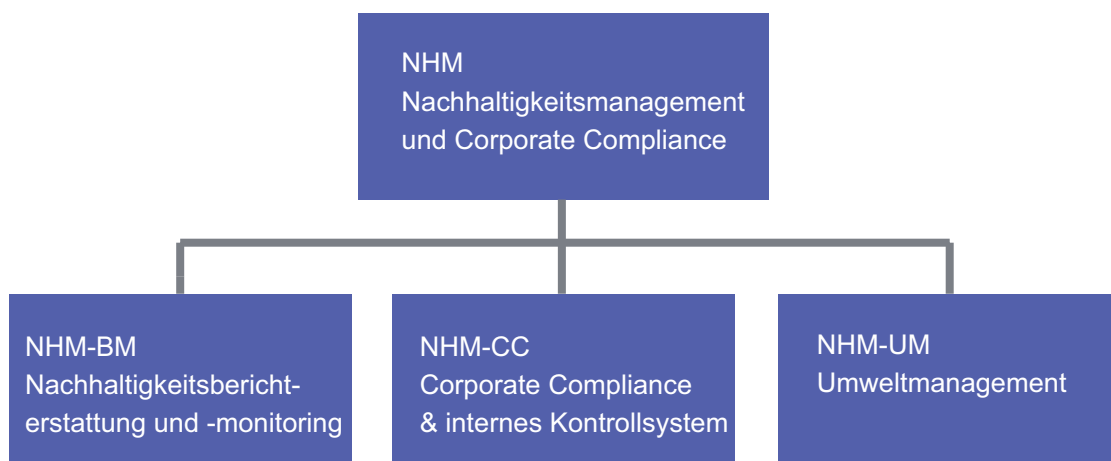 NHM
Nachhaltigkeitsmanagement
und Corporate Compliance
NHM-BM
Nachhaltigkeitsbericht-
erstattung und -monitoring
NHM-CC
Corporate Compliance
& internes Kontrollsystem
NHM-UM
Umweltmanagement